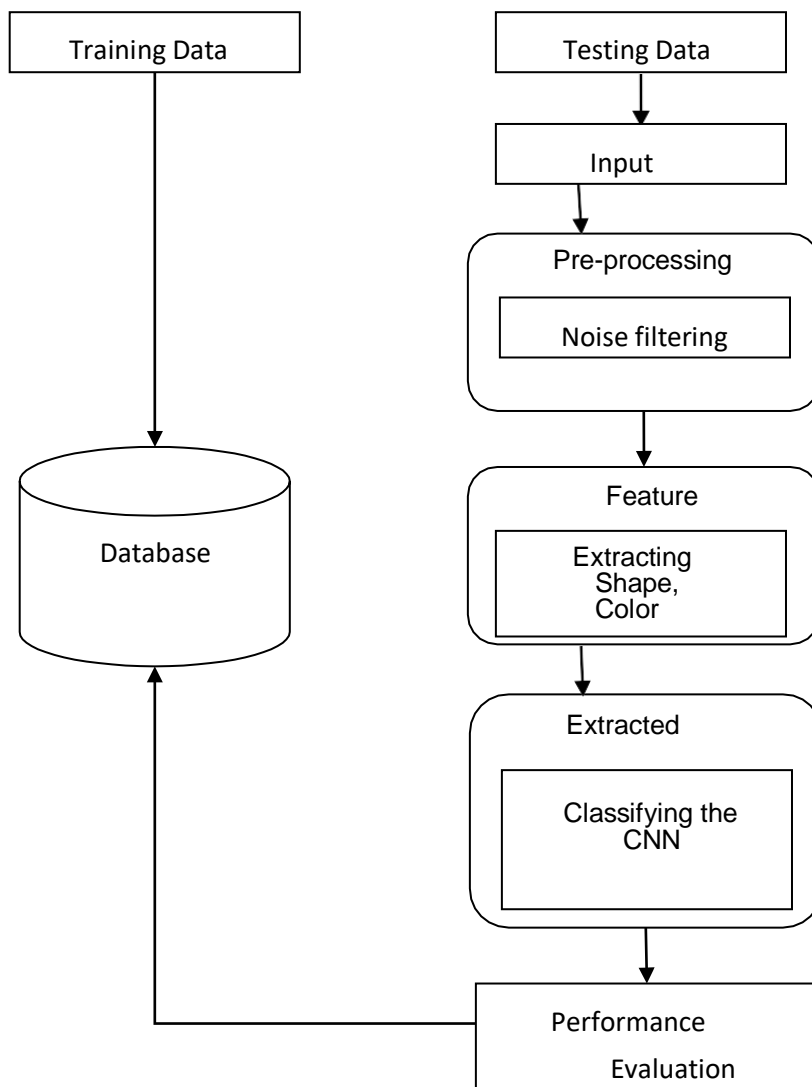 Training Data
Testing Data
Input
Pre-processing
Noise filtering
Feature
Extracting
Shape,
Color
Database
Extracted
Classifying the
CNN
Performance
Evaluation